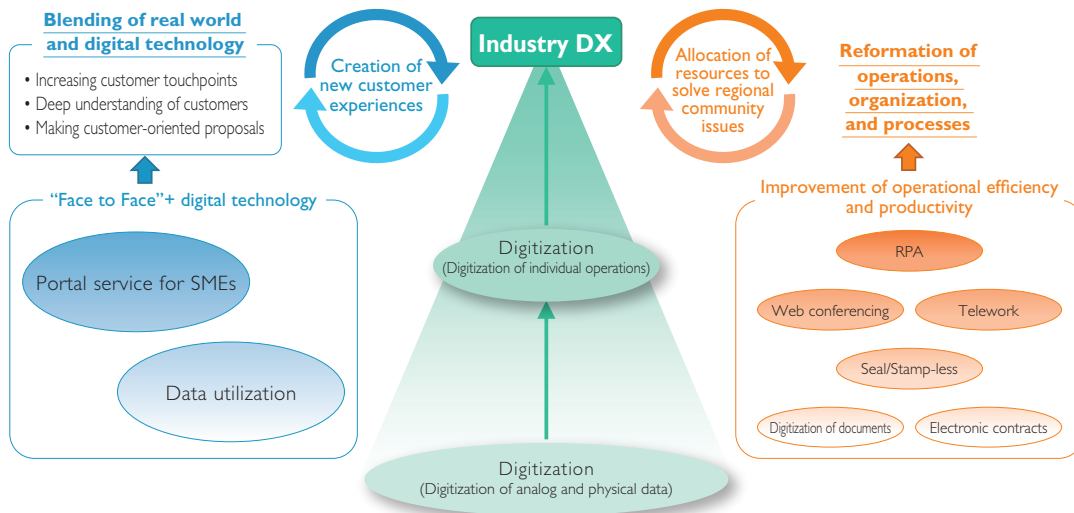 Blending of real world
and digital technology
• Increasing customer touchpoints
• Deep understanding of customers
• Making customer-oriented proposals
"Face to Face"+ digital technology
Portal service for SMEs
Data utilization
Creation of
new customer
experiences
Industry DX
Digitization
(Digitization of individual operations)
Digitization
(Digitization of analog and physical data)
Allocation of
resources to
solve regional
community
issues
Reformation of
operations,
organization,
and processes
Improvement of operational efficiency
and productivity
RPA
Web conferencing
Telework
Seal/Stamp-less
Digitization of documents
Electronic contracts